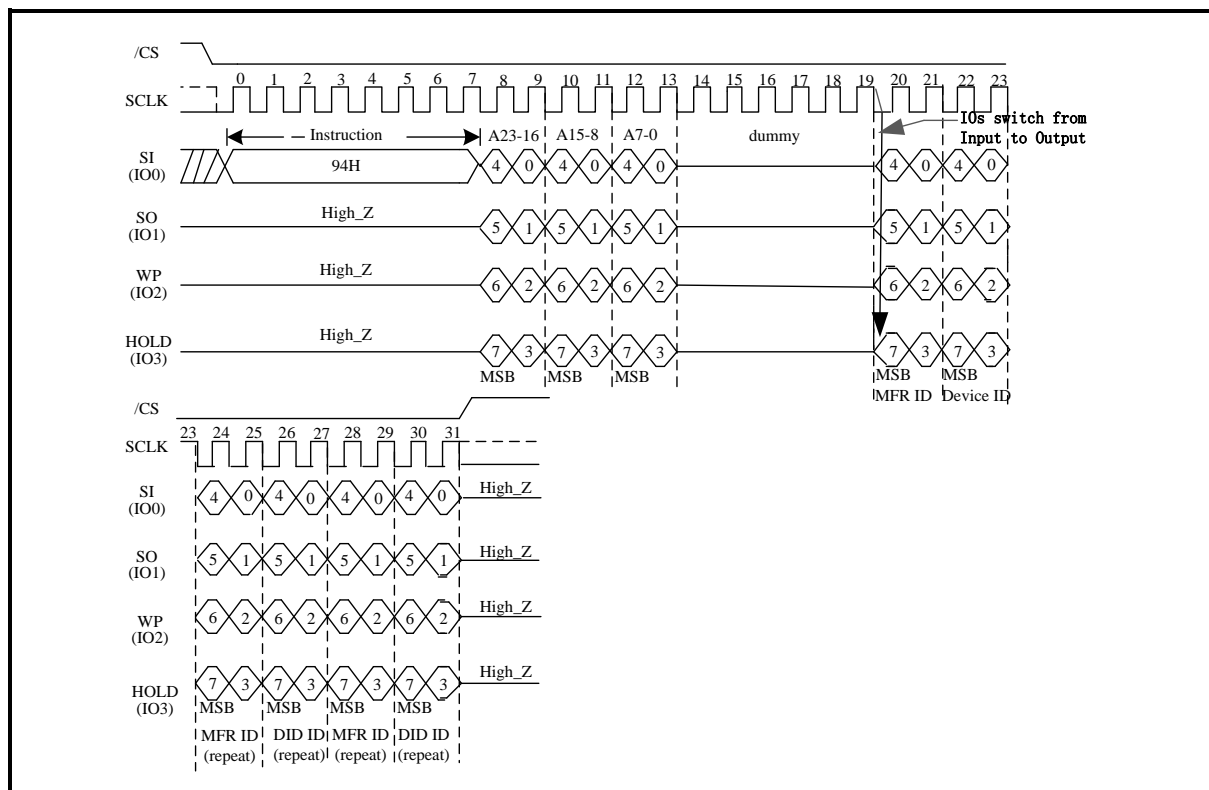 /CS
0 1 2 3 4 5 6 7 8 9 10 11 12 13 14 15 16 17 18 19 20 21 22 23
SCLK
IOs switch from
Input to Output
Instruction A23-16 A15-8 A7-0 dummy
SI
(IO0)
94H 4 0 4 0 4 0 4 0 4 0
SO
(IO1)
High_Z 5 1 5 1 5 1 5 1 5 1
WP
(IO2)
High_Z 6 2 6 2 6 2 6 2 6 2
HOLD
(IO3)
High_Z 7 3 7 3 7 3 7 3 7 3
MSB MSB MSB MSB MSB
MFR ID Device ID
/CS
23 24 25 26 27 28 29 30 31
SCLK
SI
(IO0)
4 0 4 0 4 0 4 0 High_Z
SO
(IO1)
5 1 5 1 5 1 5 1 High_Z
WP
(IO2)
6 2 6 2 6 2 6 2 High_Z
HOLD
(IO3)
7 3 7 3 7 3 7 3 High_Z
MSB MSB MSB MSB
MFR ID DID ID MFR ID DID ID
(repeat) (repeat) (repeat) (repeat)